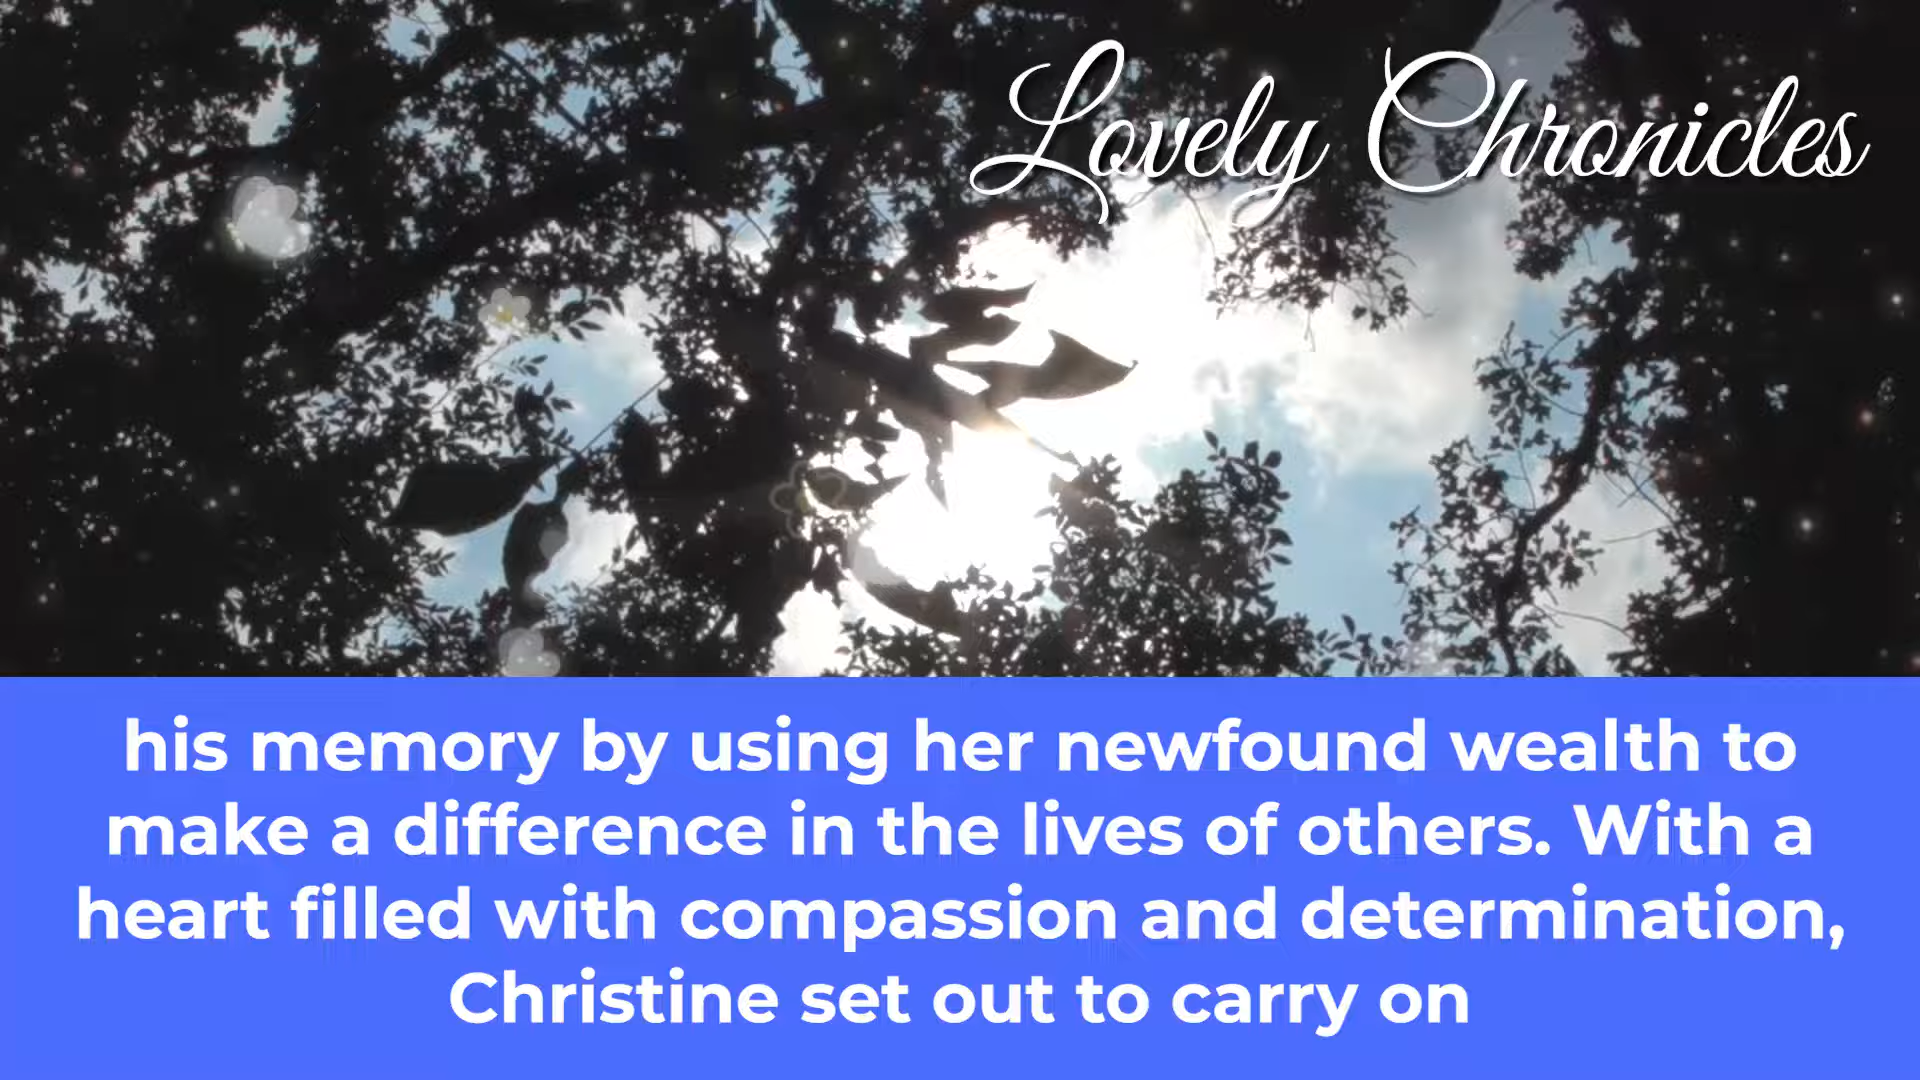 Lovely Chronicles
his memory by using her newfound wealth to
make a difference in the lives of others. With a
heart filled with compassion and determination,
Christine set out to carry on